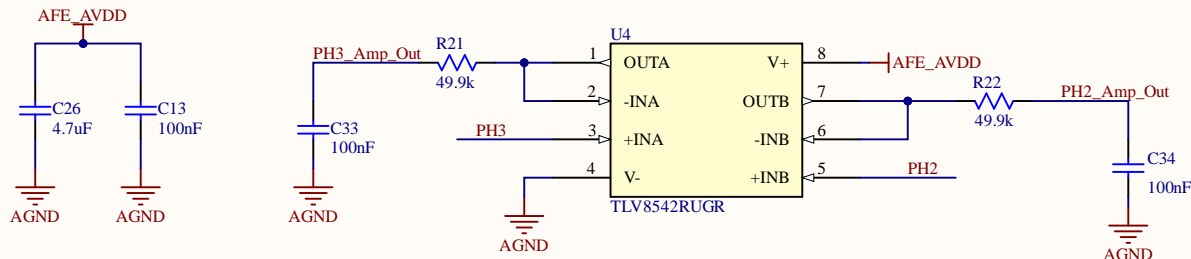 AFE_AVDD
C26
4.7uF
AGND
C13
100nF
AGND
PH3_Amp_Out
R21
49.9k
C33
100nF
AGND
PH3
AGND
U4
1
OUTA
2
-INA
3
+INA
4
V-
V+
8
OUTB
7
-INB
6
+INB
5
TLV8542RUGR
AFE_AVDD
R22
49.9k
PH2_Amp_Out
PH2
C34
100nF
AGND